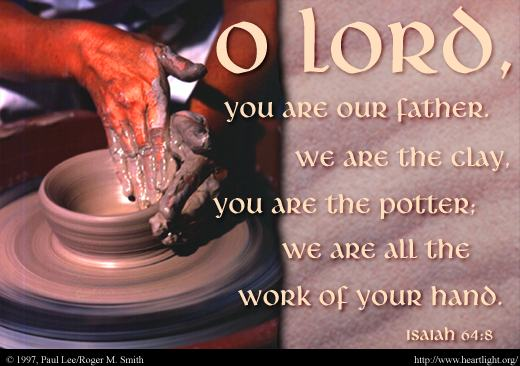 O LORD,
you are our father.
we are the clay,
you are the potter;
we are all the
work of your hand.
Isaiah 64:8
© 1997, Paul Lee/Roger M. Smith
http://www.heartlight.org/